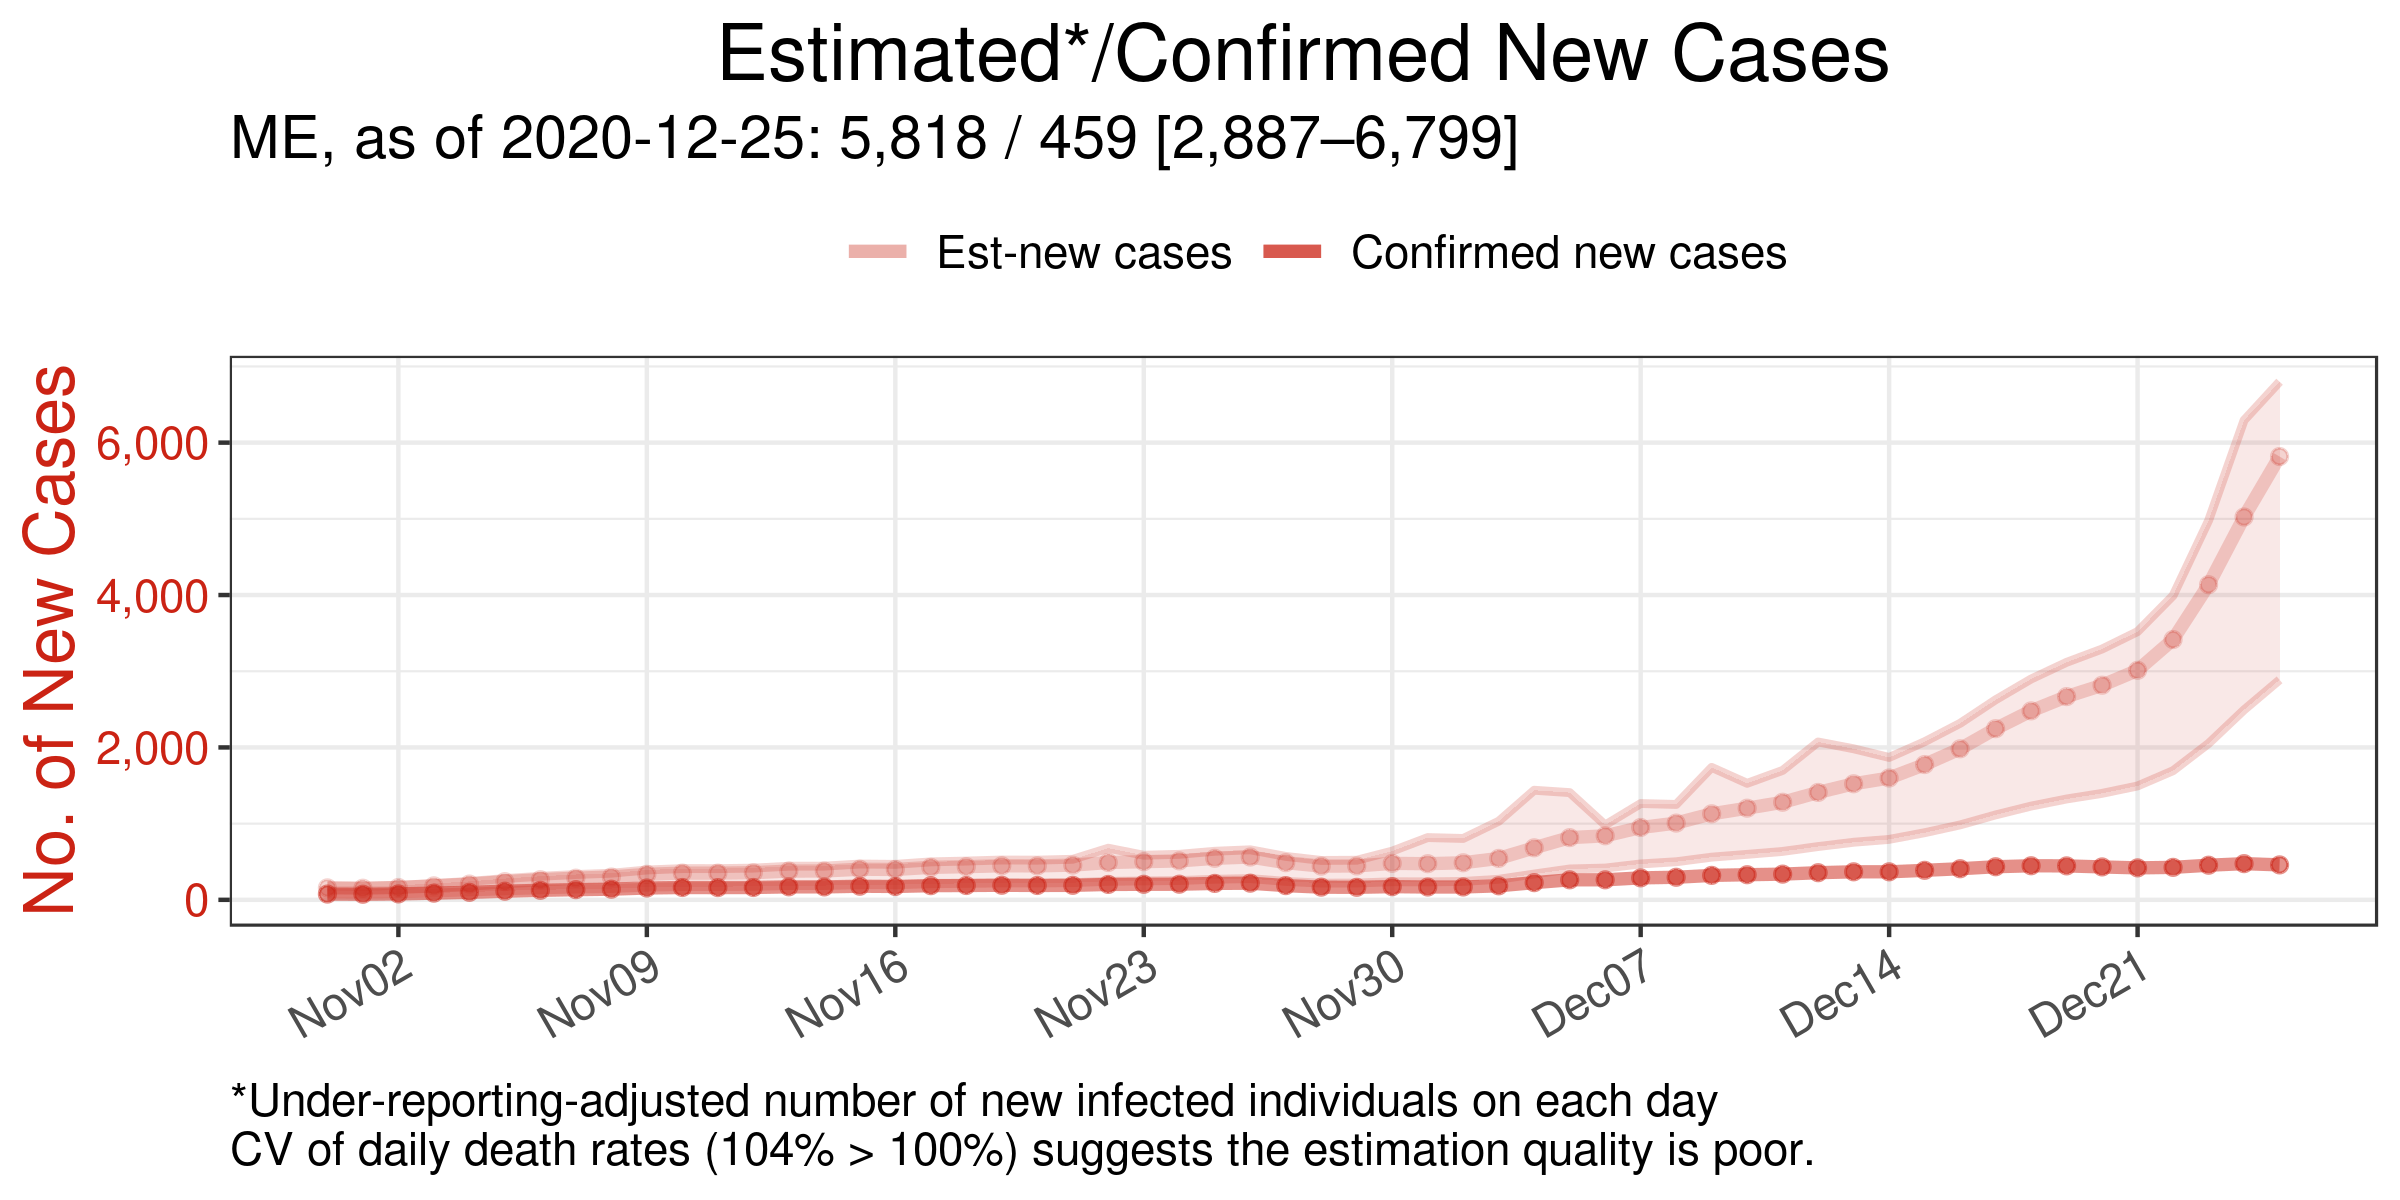 Estimated*/Confirmed New Cases
ME, as of 2020-12-25: 5,818 / 459 [2,887–6,799]
Est-new cases
Confirmed new cases
No. of New Cases
6,000
4,000
2,000
0
Nov02
Nov09
Nov16
Nov23
Nov30
Dec07
Dec14
Dec21
*Under-reporting-adjusted number of new infected individuals on each day
CV of daily death rates (104% > 100%) suggests the estimation quality is poor.